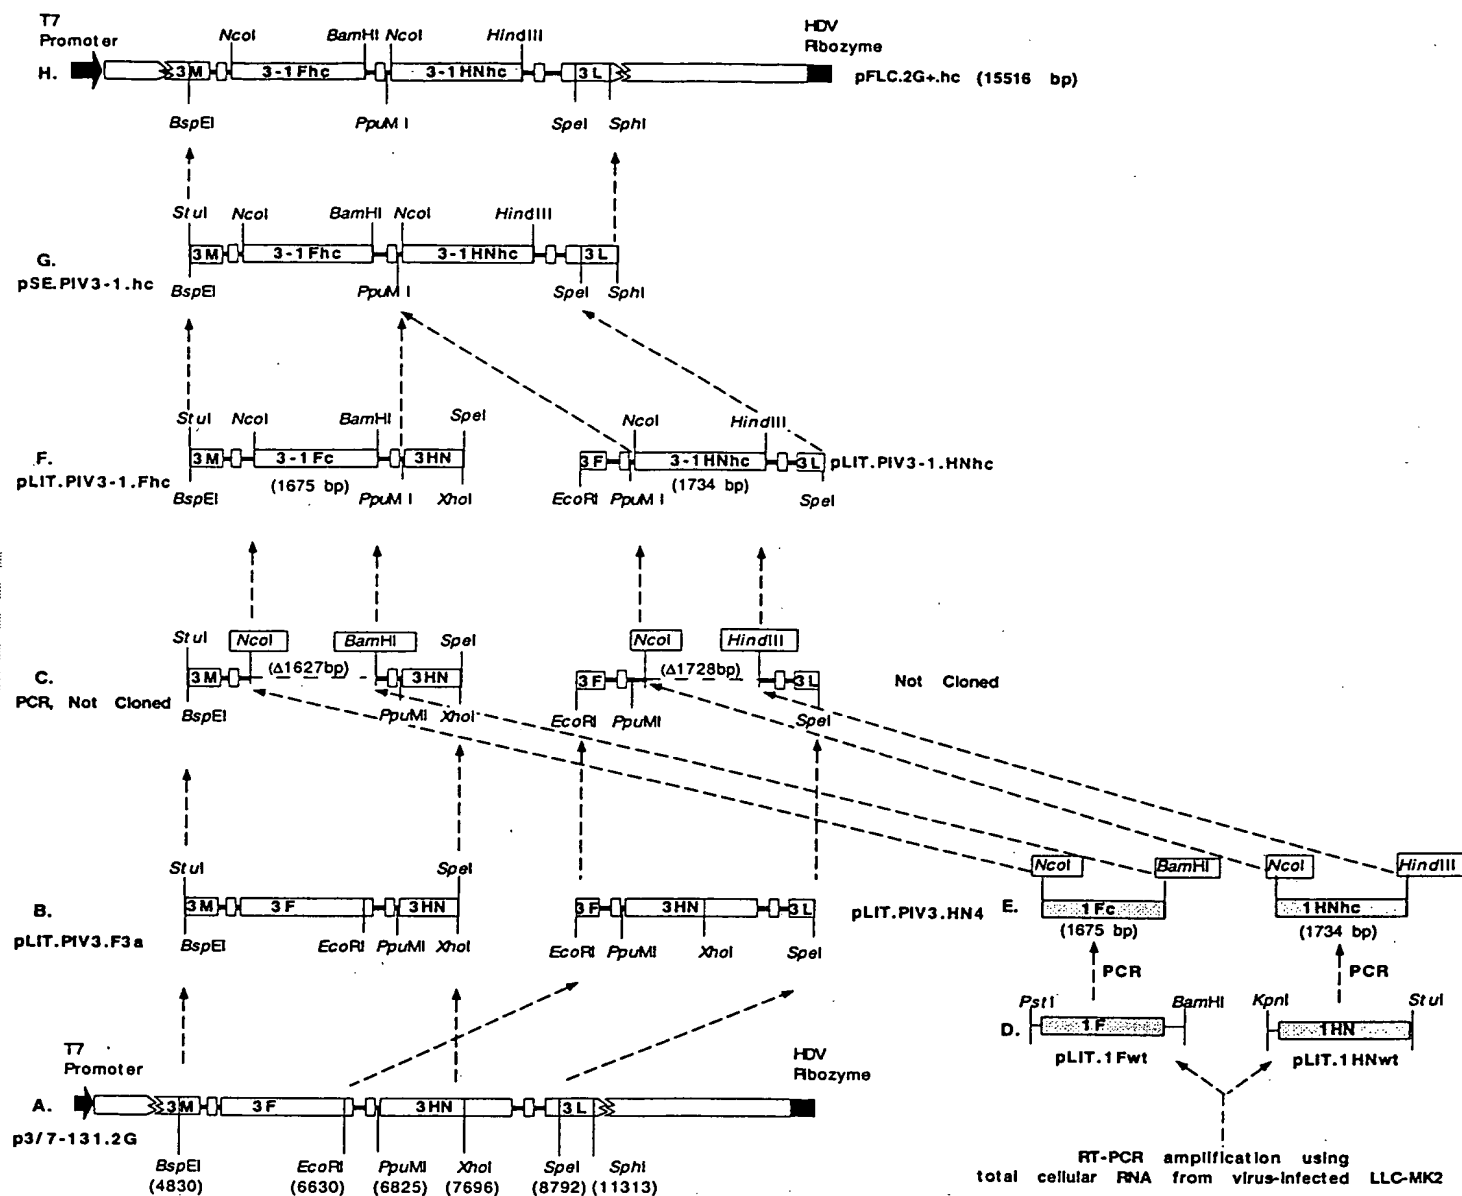 T7
Promoter
HDV
Ribozyme
NcoI BamHI NcoI HindIII
H.
3M 3-1Fhc 3-1HNhc 3L
pFLC.2G+.hc (15516 bp)
BspEI PpuMI SpeI SphI
StuI NcoI BamHI NcoI HindIII
G.
3M 3-1Fhc 3-1HNhc 3L
pSE.PIV3-1.hc
BspEI PpuMI SpeI SphI
StuI NcoI BamHI SpeI NcoI HindIII
F.
3M 3-1Fc 3HN 3F 3-1HNhc 3L
pLIT.PIV3-1.HNhc
pLIT.PIV3-1.Fhc
(1675 bp) (1734 bp)
BspEI PpuMI XhoI EcoRI PpuMI SpeI
StuI NcoI BamHI SpeI NcoI HindIII
(Δ1627bp) (Δ1728bp)
C.
3M 3HN 3F 3L
Not Cloned
PCR, Not Cloned
BspEI PpuMI XhoI EcoRI PpuMI SpeI
StuI SpeI
NcoI BamHI NcoI HindIII
B.
3M 3F 3HN 3F 3HN 3L
pLIT.PIV3.HN4
E.
1Fc 1HNhc
(1675 bp) (1734 bp)
pLIT.PIV3.F3a
BspEI EcoRI PpuMI XhoI EcoRI PpuMI XhoI SpeI
PCR PCR
PstI BamHI KpnI StuI
D.
1F 1HN
pLIT.1Fwt pLIT.1HNwt
T7
Promoter
HDV
Ribozyme
A.
3M 3F 3HN 3L
p3/7-131.2G
BspEI EcoRI PpuMI XhoI SpeI SphI
(4830) (6630) (6825) (7696) (8792) (11313)
RT-PCR amplification using
total cellular RNA from virus-infected LLC-MK2